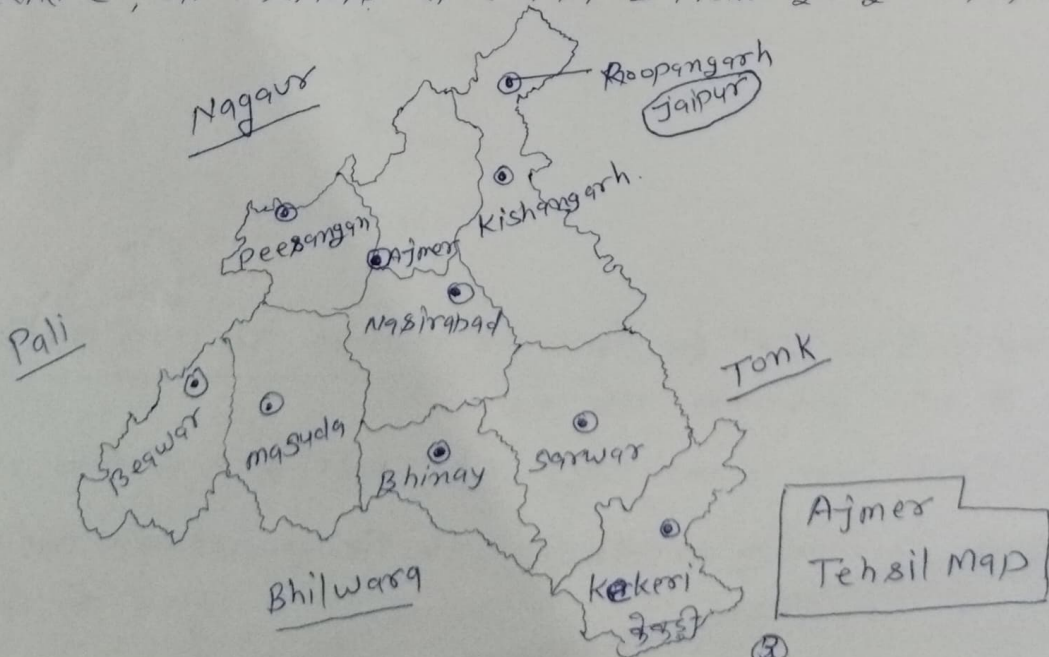 Roopangarh
Jaipur
Nagaur
Kishangarh.
Peesangan
Ajmer
Nasirabad
Pali
Tonk
Beawar
Masuda
Bhinay
Sarwar
Ajmer
Tehsil Map
Kekeri
केकड़ी
Bhilwara